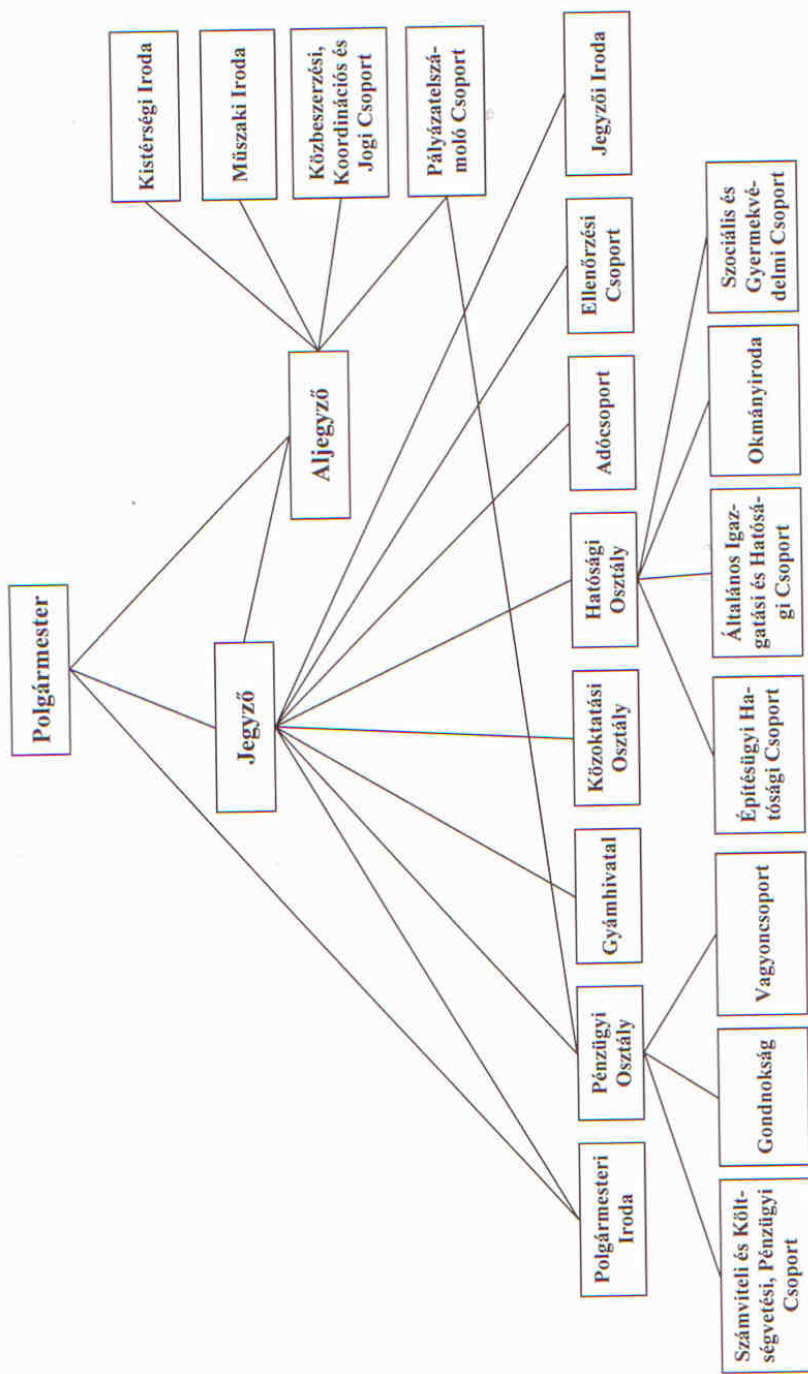 Polgármester
Jegyző
Aljegyző
Kistérségi Iroda
Műszaki Iroda
Közbeszerzési,
Koordinációs és
Jogi Csoport
Pályázatelszá-
moló Csoport
Polgármesteri
Iroda
Pénzügyi
Osztály
Gyámhivatal
Közoktatási
Osztály
Hatósági
Osztály
Adócsoport
Ellenőrzési
Csoport
Jegyzői Iroda
Számviteli és Költ-
ségvetési, Pénzügyi
Csoport
Gondnokság
Vagyoncsoport
Építésügyi Ha-
tósági Csoport
Általános Igaz-
gatási és Hatósá-
gi Csoport
Okmányiroda
Szociális és
Gyermekvé-
delmi Csoport